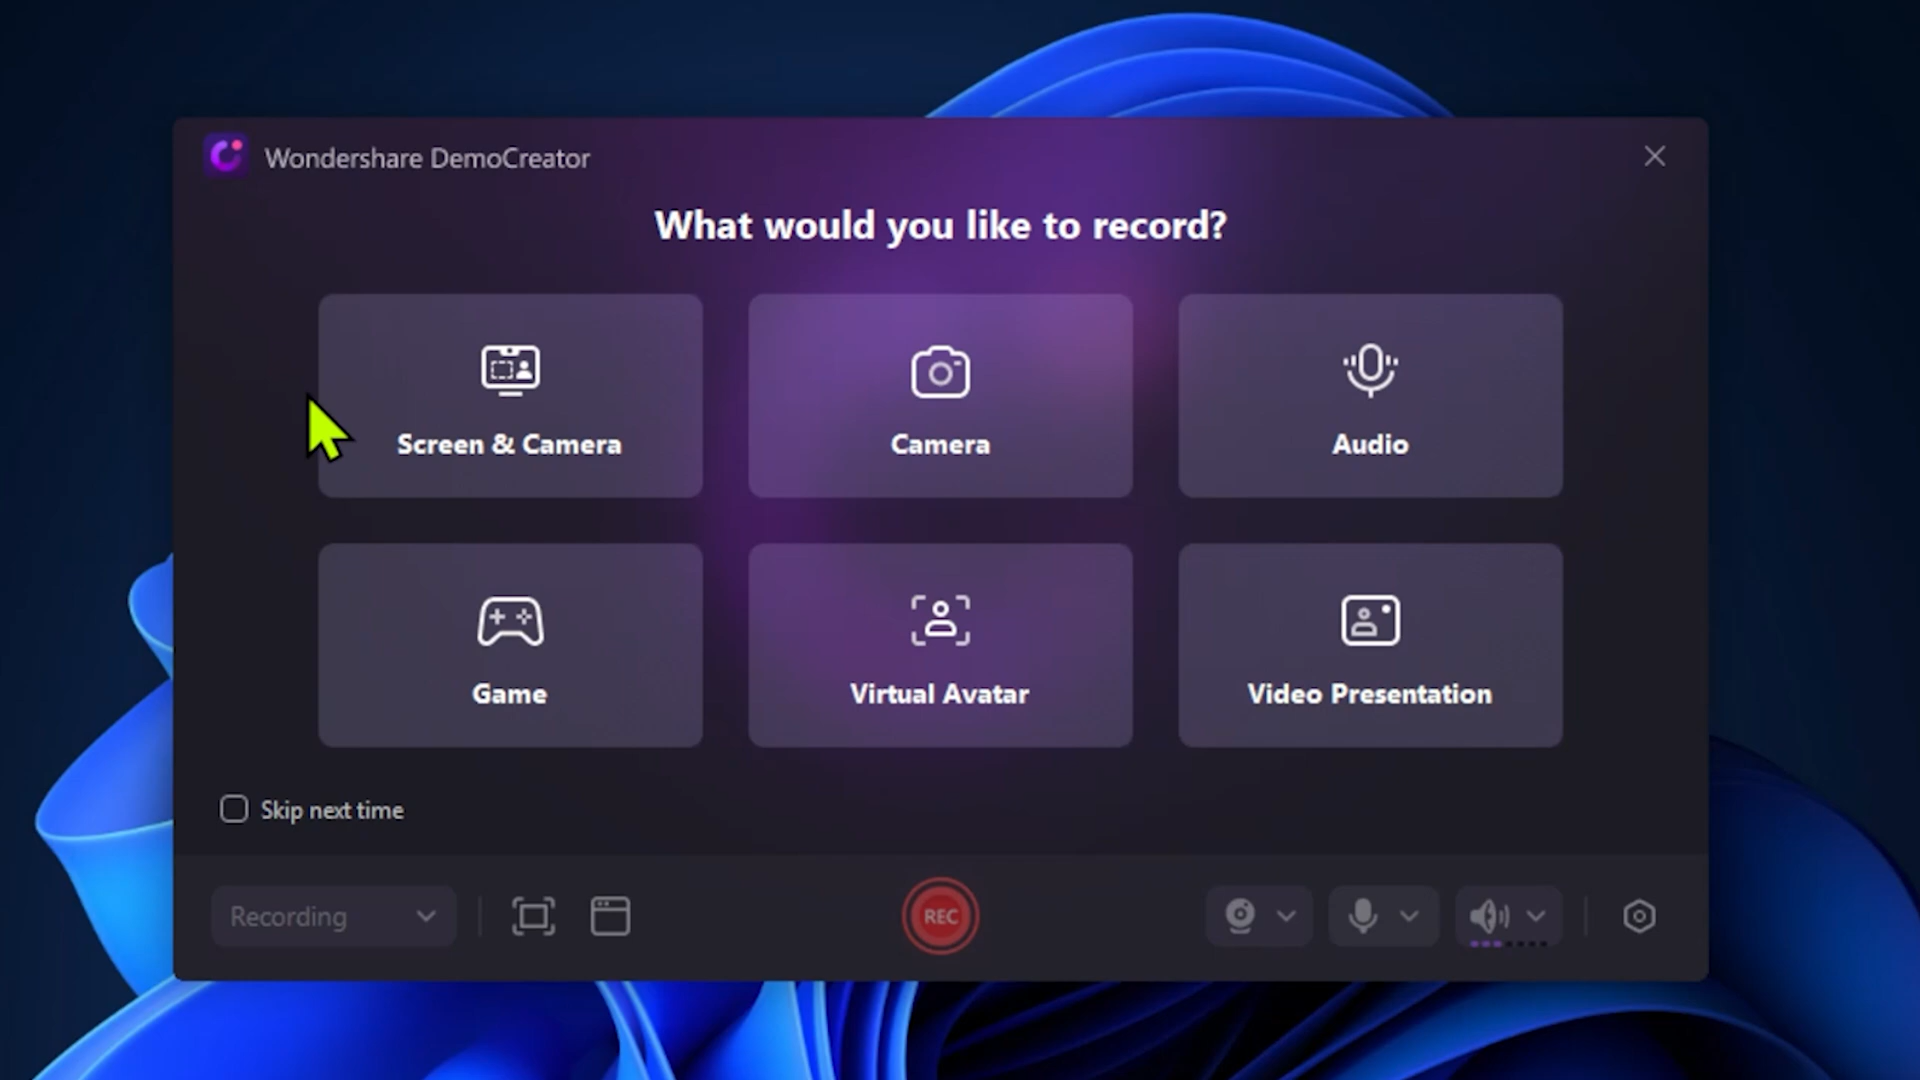 Wondershare DemoCreator
What would you like to record?
Screen & Camera
Camera
Audio
Game
Virtual Avatar
Video Presentation
Skip next time
Recording
REC